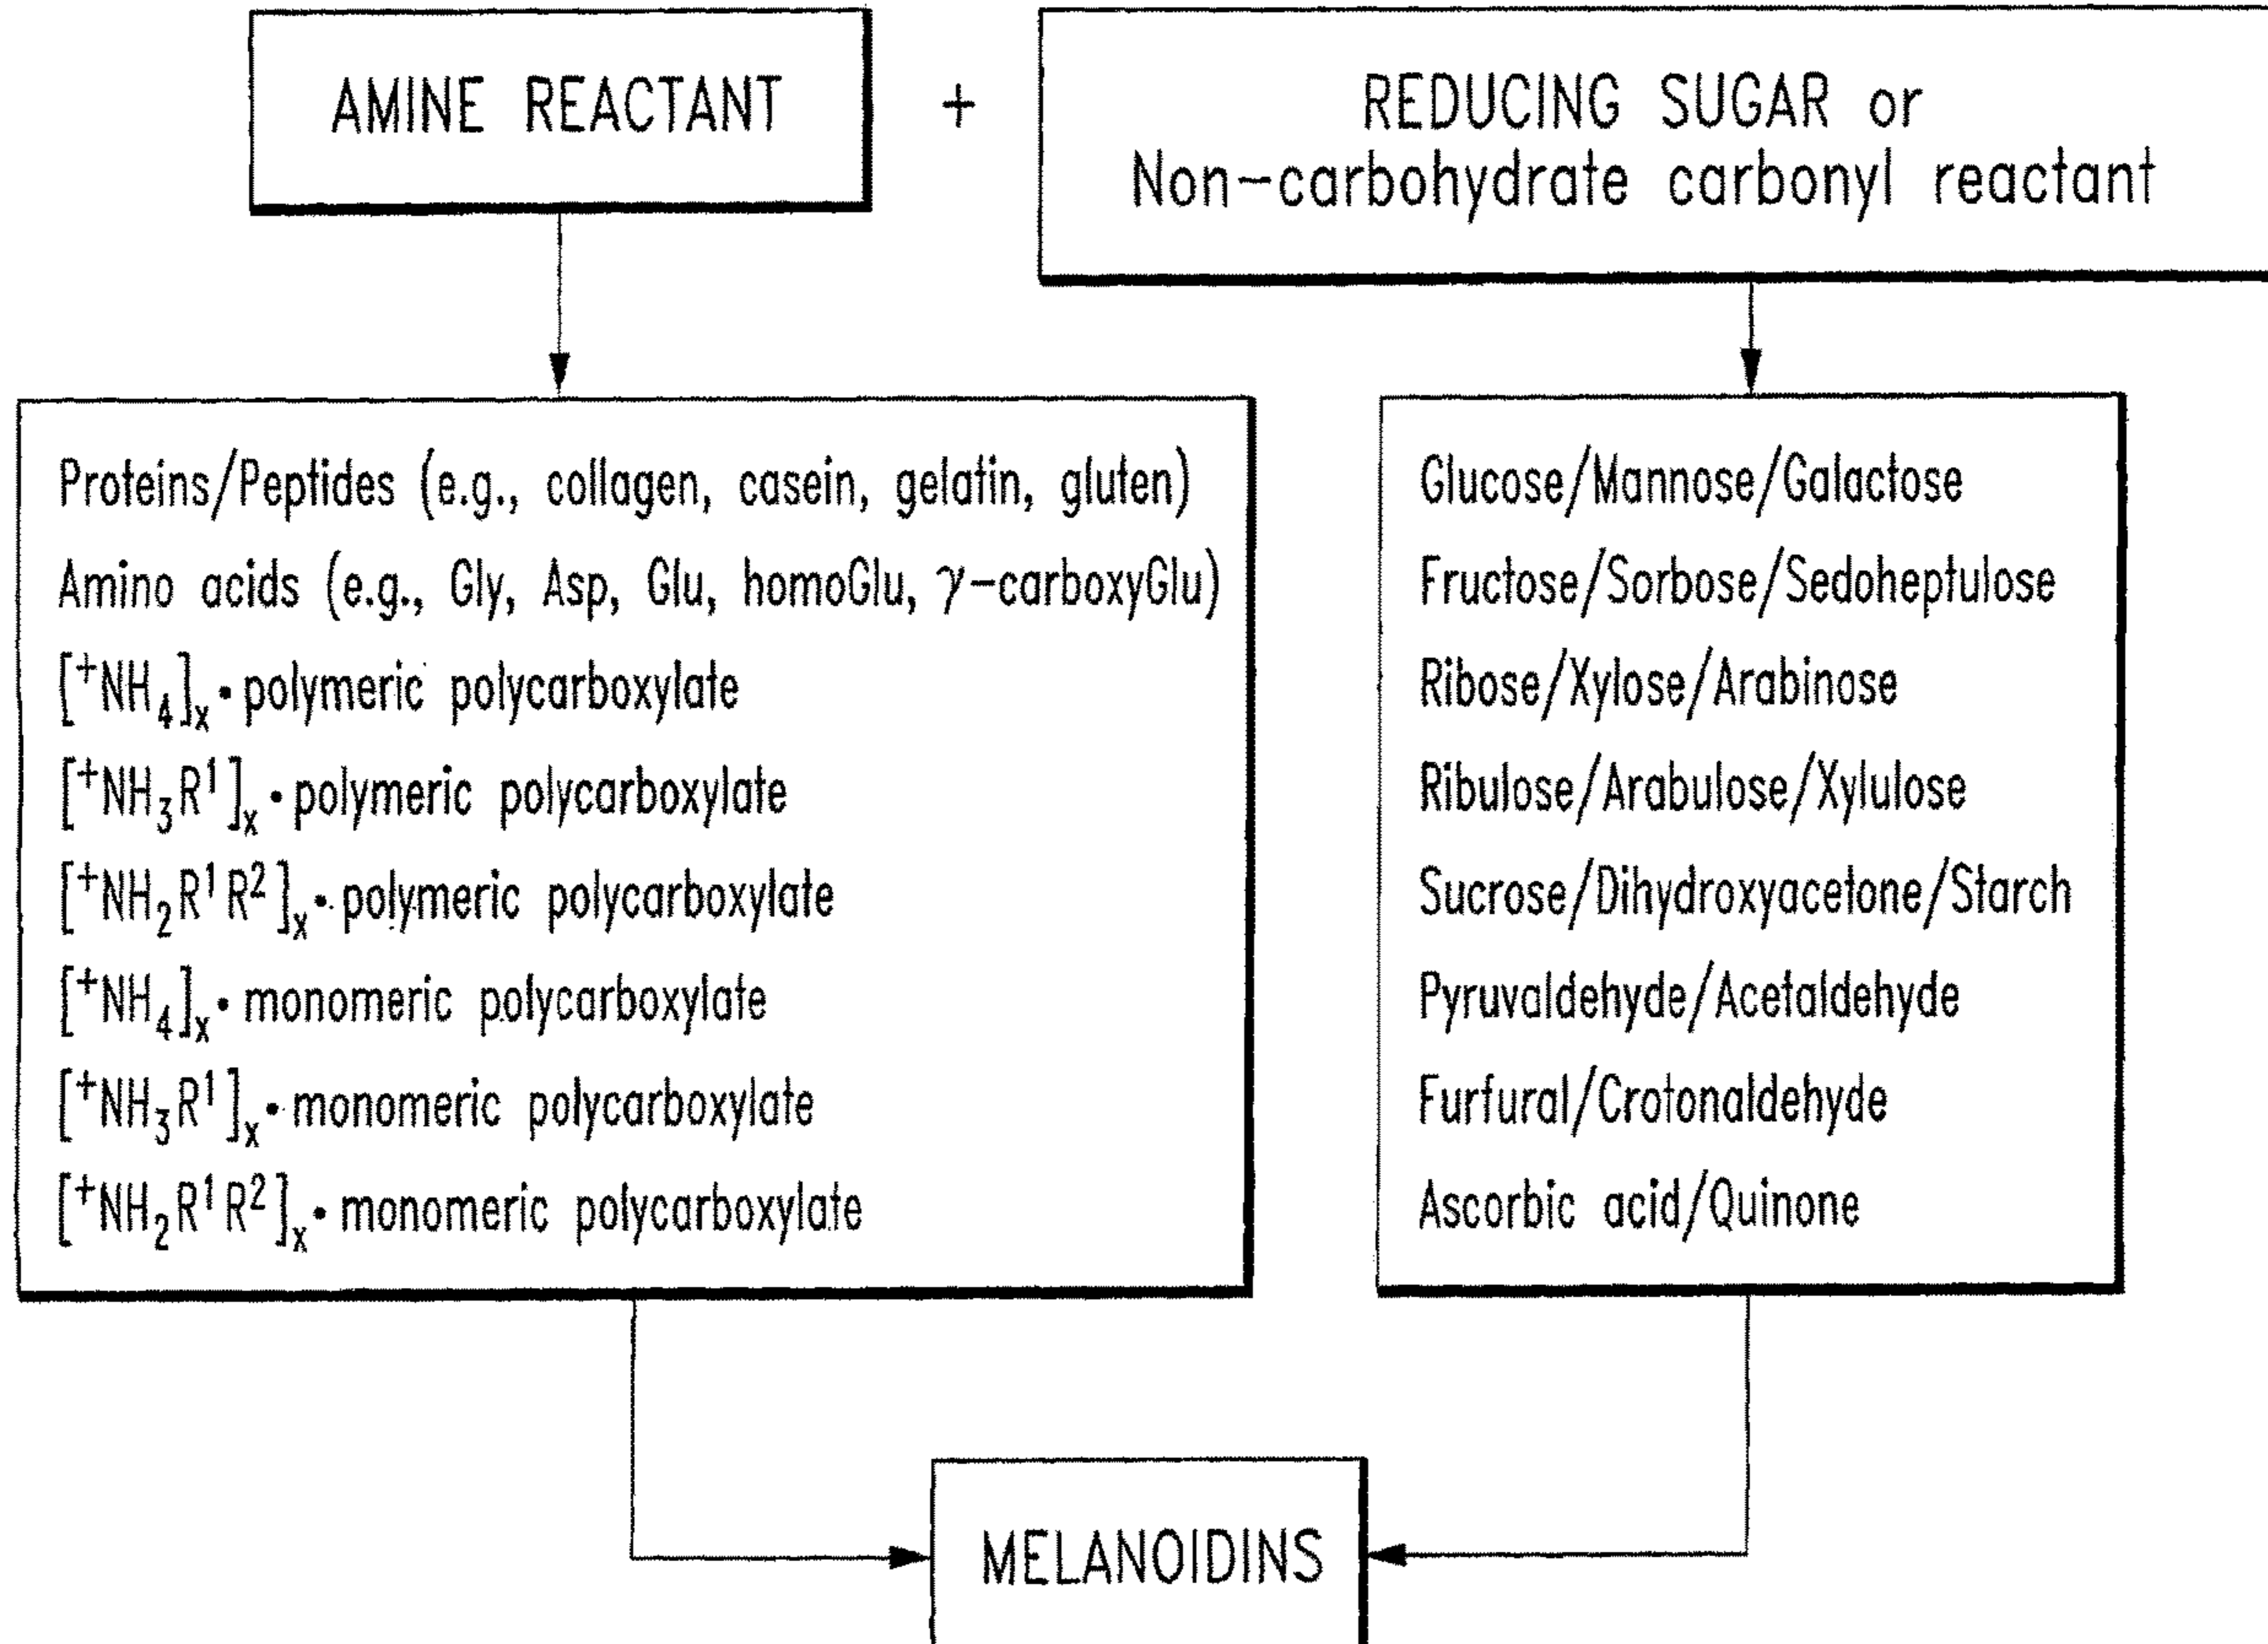 AMINE REACTANT
+
REDUCING SUGAR or
Non-carbohydrate carbonyl reactant
Proteins/Peptides (e.g., collagen, casein, gelatin, gluten)
Amino acids (e.g., Gly, Asp, Glu, homoGlu, γ-carboxyGlu)
[⁺NH₄]ₓ · polymeric polycarboxylate
[⁺NH₃R¹]ₓ · polymeric polycarboxylate
[⁺NH₂R¹R²]ₓ · polymeric polycarboxylate
[⁺NH₄]ₓ · monomeric polycarboxylate
[⁺NH₃R¹]ₓ · monomeric polycarboxylate
[⁺NH₂R¹R²]ₓ · monomeric polycarboxylate
Glucose/Mannose/Galactose
Fructose/Sorbose/Sedoheptulose
Ribose/Xylose/Arabinose
Ribulose/Arabulose/Xylulose
Sucrose/Dihydroxyacetone/Starch
Pyruvaldehyde/Acetaldehyde
Furfural/Crotonaldehyde
Ascorbic acid/Quinone
MELANOIDINS